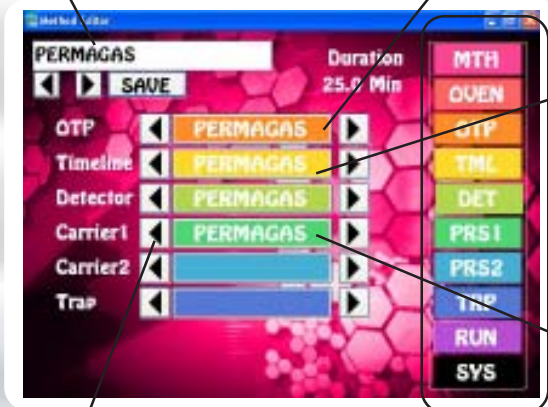 Method Editor
PERMAGAS
SAVE
Duration
25.0 Min
OTP PERMAGAS
Timeline PERMAGAS
Detector PERMAGAS
Carrier1 PERMAGAS
Carrier2
Trap
MTH
OVEN
OTP
TML
DET
PRS1
PRS2
TRP
RUN
SYS